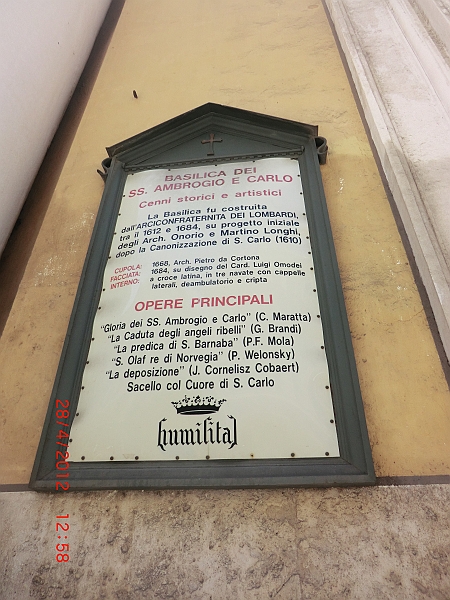 BASILICA DEI
SS. AMBROGIO E CARLO
Cenni storici e artistici
La Basilica fu costruita
dall'ARCICONFRATERNITA DEI LOMBARDI,
tra il 1612 e 1684, su progetto iniziale
degli Arch. Onorio e Martino Longhi,
dopo la Canonizzazione di S. Carlo (1610)
CUPOLA: 1668, Arch. Pietro da Cortona
FACCIATA: 1684, su disegno del Card. Luigi Omodei
INTERNO: a croce latina, in tre navate con cappelle
laterali, deambulatorio e cripta
OPERE PRINCIPALI
"Gloria dei SS. Ambrogio e Carlo" (C. Maratta)
"La Caduta degli angeli ribelli" (G. Brandi)
"La predica di S. Barnaba" (P.F. Mola)
"S. Olaf re di Norvegia" (P. Welonsky)
"La deposizione" (J. Cornelisz Cobaert)
Sacello col Cuore di S. Carlo
humilitas
28/4/2012 12:58